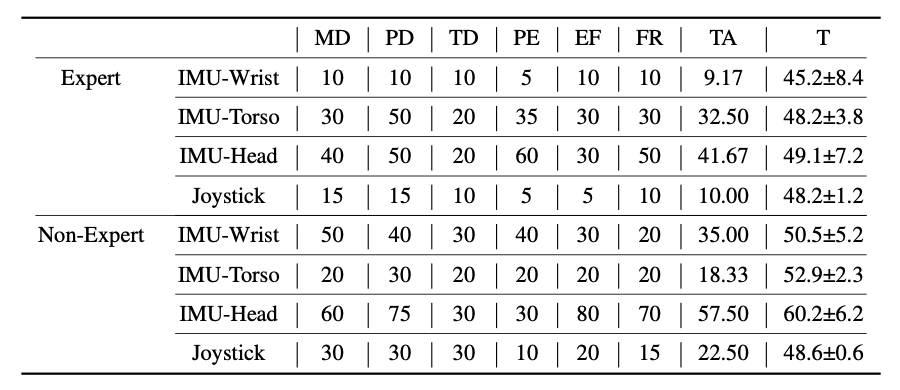 MD PD TD PE EF FR TA T
Expert IMU-Wrist 10 10 10 5 10 10 9.17 45.2±8.4
IMU-Torso 30 50 20 35 30 30 32.50 48.2±3.8
IMU-Head 40 50 20 60 30 50 41.67 49.1±7.2
Joystick 15 15 10 5 5 10 10.00 48.2±1.2
Non-Expert IMU-Wrist 50 40 30 40 30 20 35.00 50.5±5.2
IMU-Torso 20 30 20 20 20 20 18.33 52.9±2.3
IMU-Head 60 75 30 30 80 70 57.50 60.2±6.2
Joystick 30 30 30 10 20 15 22.50 48.6±0.6